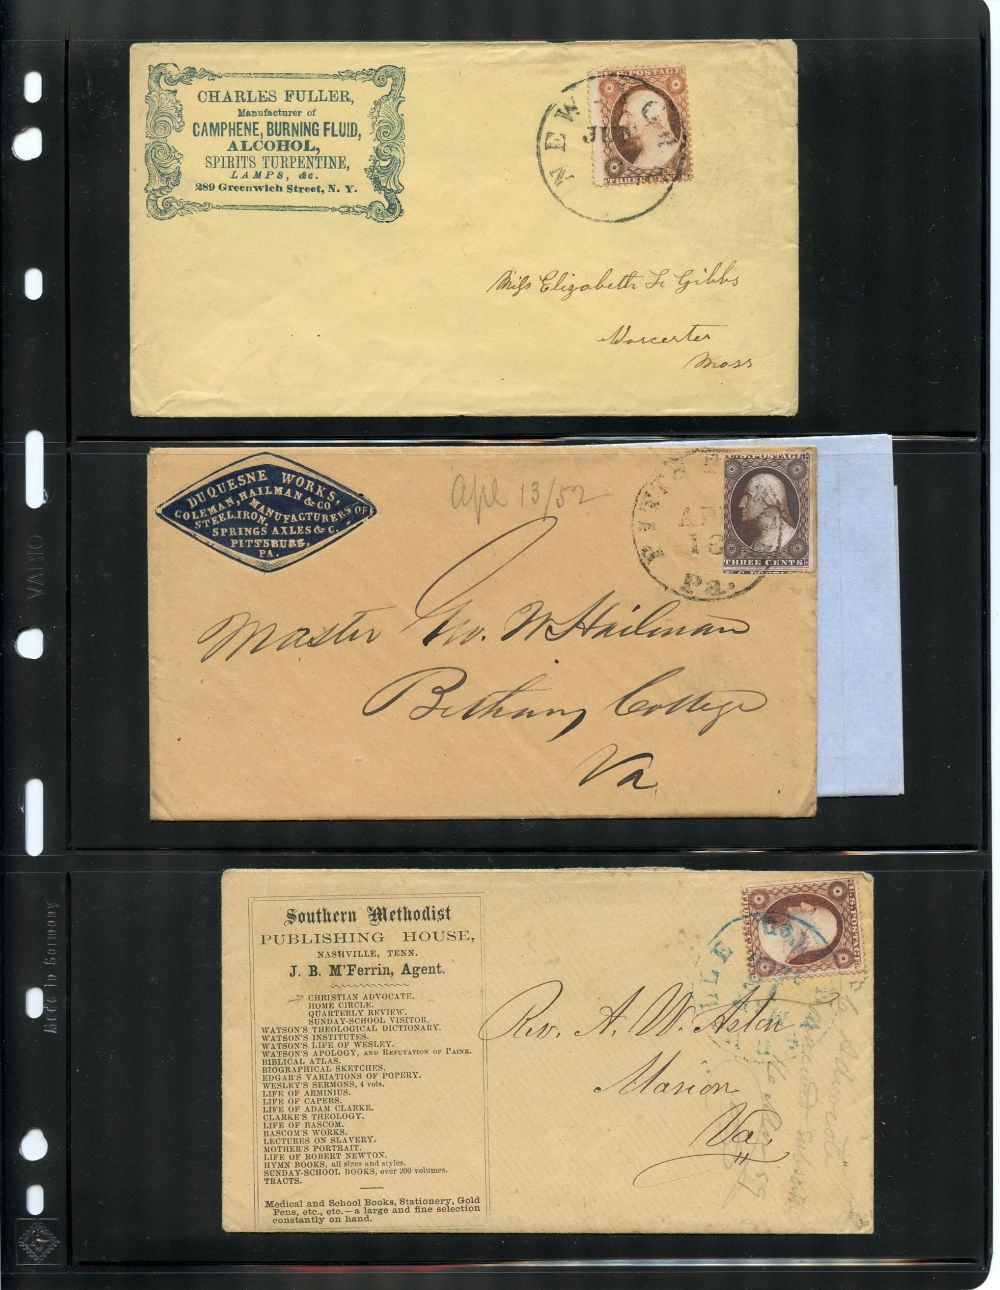 CHARLES FULLER,
Manufacturer of
CAMPHENE, BURNING FLUID,
ALCOHOL,
SPIRITS TURPENTINE,
LAMPS, &c.
289 Greenwich Street, N. Y.
U.S. POSTAGE
THREE CENTS
NEW
JUN
Miss Elizabeth Gibbs
Worcester
Mass
DUQUESNE WORKS,
COLEMAN, HAILMAN & CO
MANUFACTURERS OF
STEEL, IRON,
SPRINGS AXLES & C.
PITTSBURG,
PA.
Apl 13/52
U.S. POSTAGE
THREE CENTS
Pa.
Master Geo. W Hailman
Bethany College
Va
Southern Methodist
PUBLISHING HOUSE,
NASHVILLE, TENN.
J. B. M'Ferrin, Agent.
CHRISTIAN ADVOCATE.
HOME CIRCLE.
QUARTERLY REVIEW.
SUNDAY-SCHOOL VISITOR.
WATSON'S THEOLOGICAL DICTIONARY.
WATSON'S INSTITUTES.
WATSON'S LIFE OF WESLEY.
WATSON'S APOLOGY, AND REFUTATION OF PAINE.
BIBLICAL ATLAS.
BIOGRAPHICAL SKETCHES.
EDGAR'S VARIATIONS OF POPERY.
WESLEY'S SERMONS, 4 vols.
LIFE OF ARMINIUS.
LIFE OF CAPERS.
LIFE OF ADAM CLARKE.
CLARKE'S THEOLOGY.
LIFE OF BASCOM.
BASCOM'S WORKS.
LECTURES ON SLAVERY.
MOTHER'S PORTRAIT.
LIFE OF ROBERT NEWTON.
HYMN BOOKS, all sizes and styles.
SUNDAY-SCHOOL BOOKS, over 200 volumes.
TRACTS.
Medical and School Books, Stationery, Gold
Pens, etc., etc.—a large and fine selection
constantly on hand.
U.S. POSTAGE
Rev. A. W. Aston
Marion
Va.
VARIO
Made in Germany